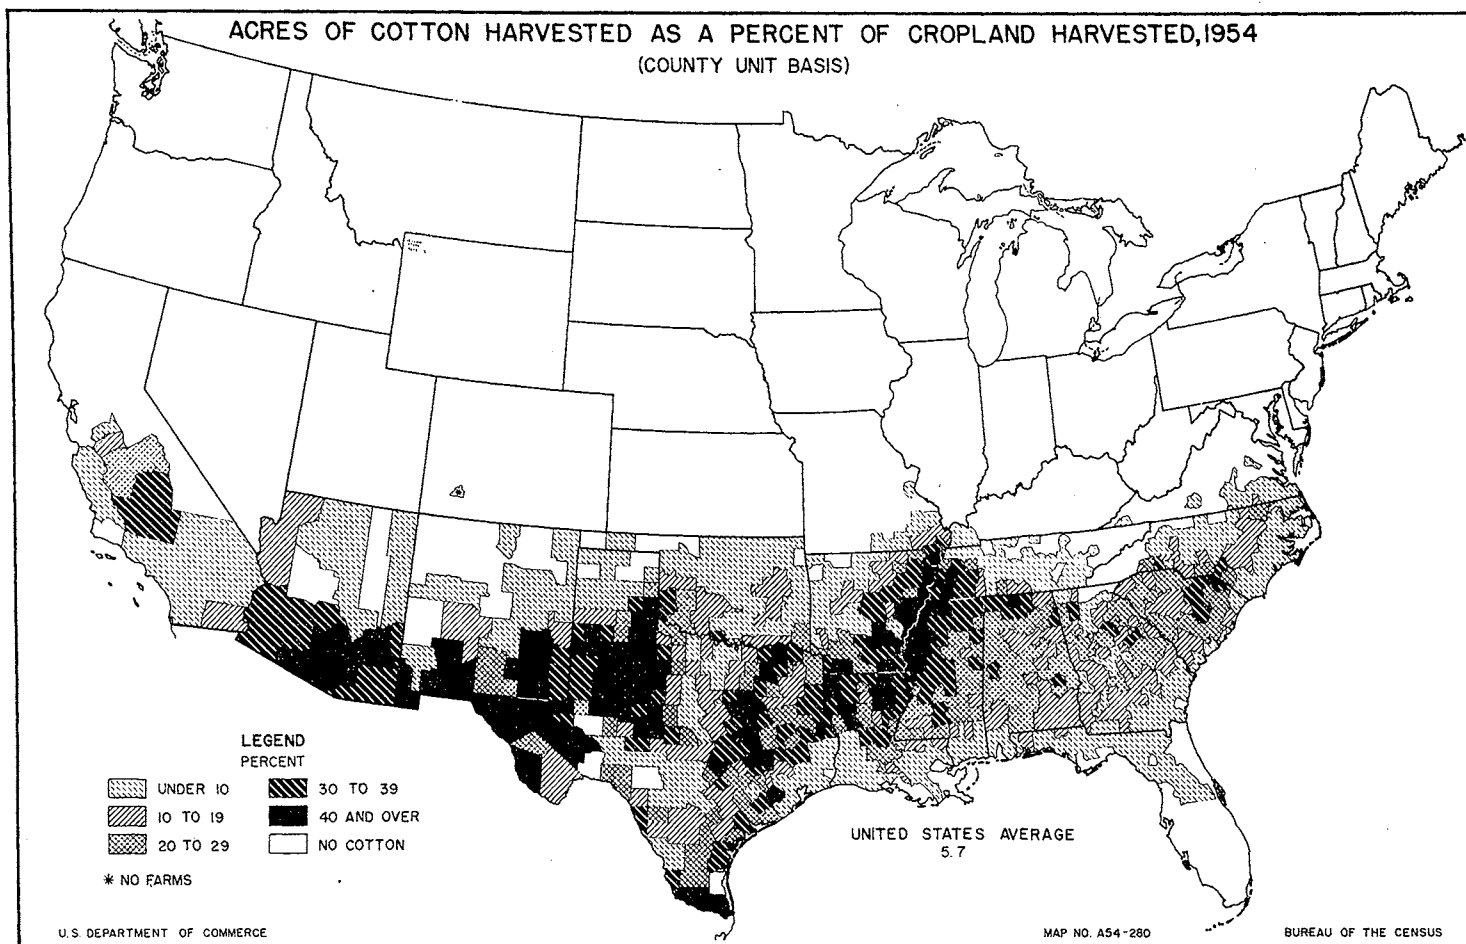 ACRES OF COTTON HARVESTED AS A PERCENT OF CROPLAND HARVESTED, 1954
(COUNTY UNIT BASIS)
LEGEND
PERCENT
UNDER 10
30 TO 39
10 TO 19
40 AND OVER
20 TO 29
NO COTTON
* NO FARMS
UNITED STATES AVERAGE
5.7
U.S. DEPARTMENT OF COMMERCE
MAP NO. A54-280
BUREAU OF THE CENSUS